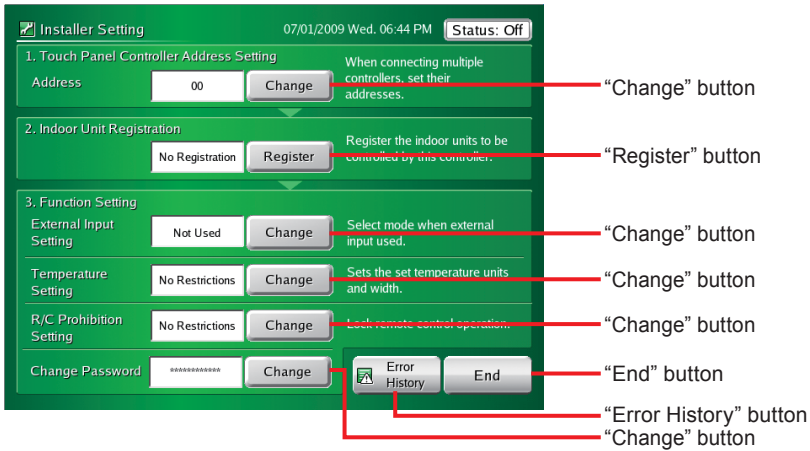 Installer Setting
07/01/2009 Wed. 06:44 PM
Status: Off
1. Touch Panel Controller Address Setting
Address
00
Change
When connecting multiple
controllers, set their
addresses.
"Change" button
2. Indoor Unit Registration
No Registration
Register
Register the indoor units to be
controlled by this controller.
"Register" button
3. Function Setting
External Input
Setting
Not Used
Change
Select mode when external
input used.
"Change" button
Temperature
Setting
No Restrictions
Change
Sets the set temperature units
and width.
"Change" button
R/C Prohibition
Setting
No Restrictions
Change
Lock remote control operation.
"Change" button
Change Password
************
Change
Error
History
End
"End" button
"Error History" button
"Change" button